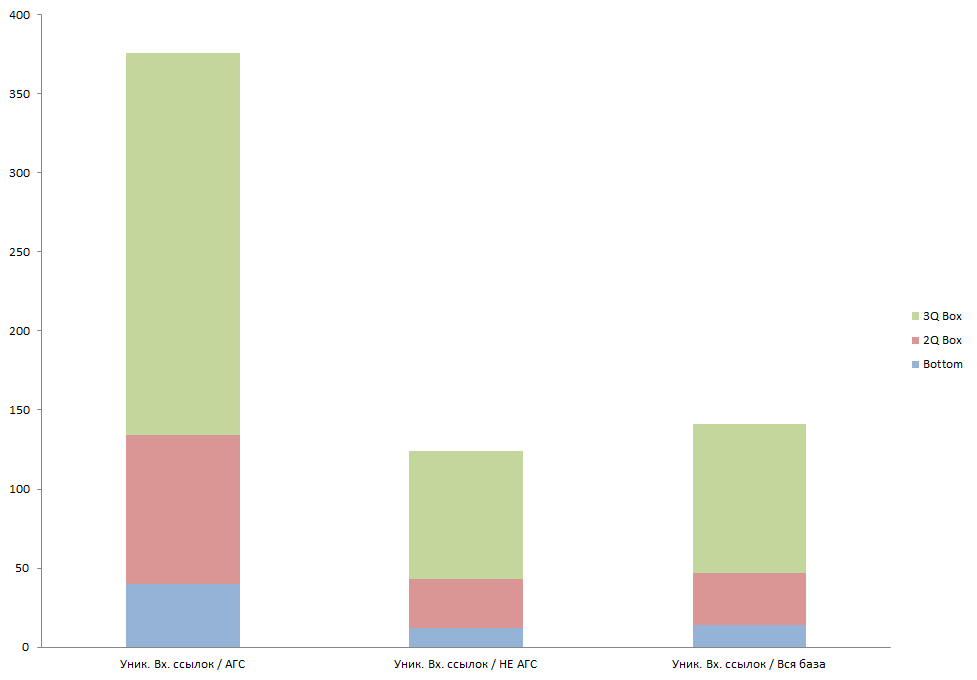 400
350
300
250
200
150
100
50
0
3Q Box
2Q Box
Bottom
Уник. Вх. ссылок / АГС
Уник. Вх. ссылок / НЕ АГС
Уник. Вх. ссылок / Вся база